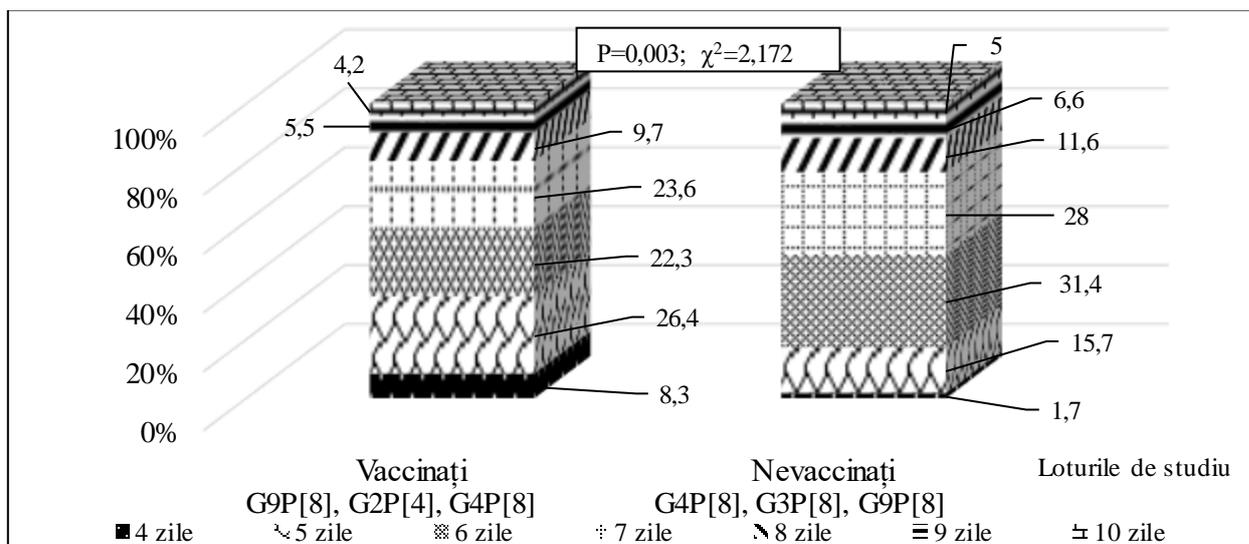 P=0,003; χ²=2,172
4,2
5
5,5
6,6
100%
9,7
11,6
80%
23,6
28
60%
22,3
31,4
40%
26,4
15,7
20%
8,3
1,7
0%
Vaccinați
Nevaccinați
Loturile de studiu
G9P[8], G2P[4], G4P[8]
G4P[8], G3P[8], G9P[8]
4 zile 5 zile 6 zile 7 zile 8 zile 9 zile 10 zile